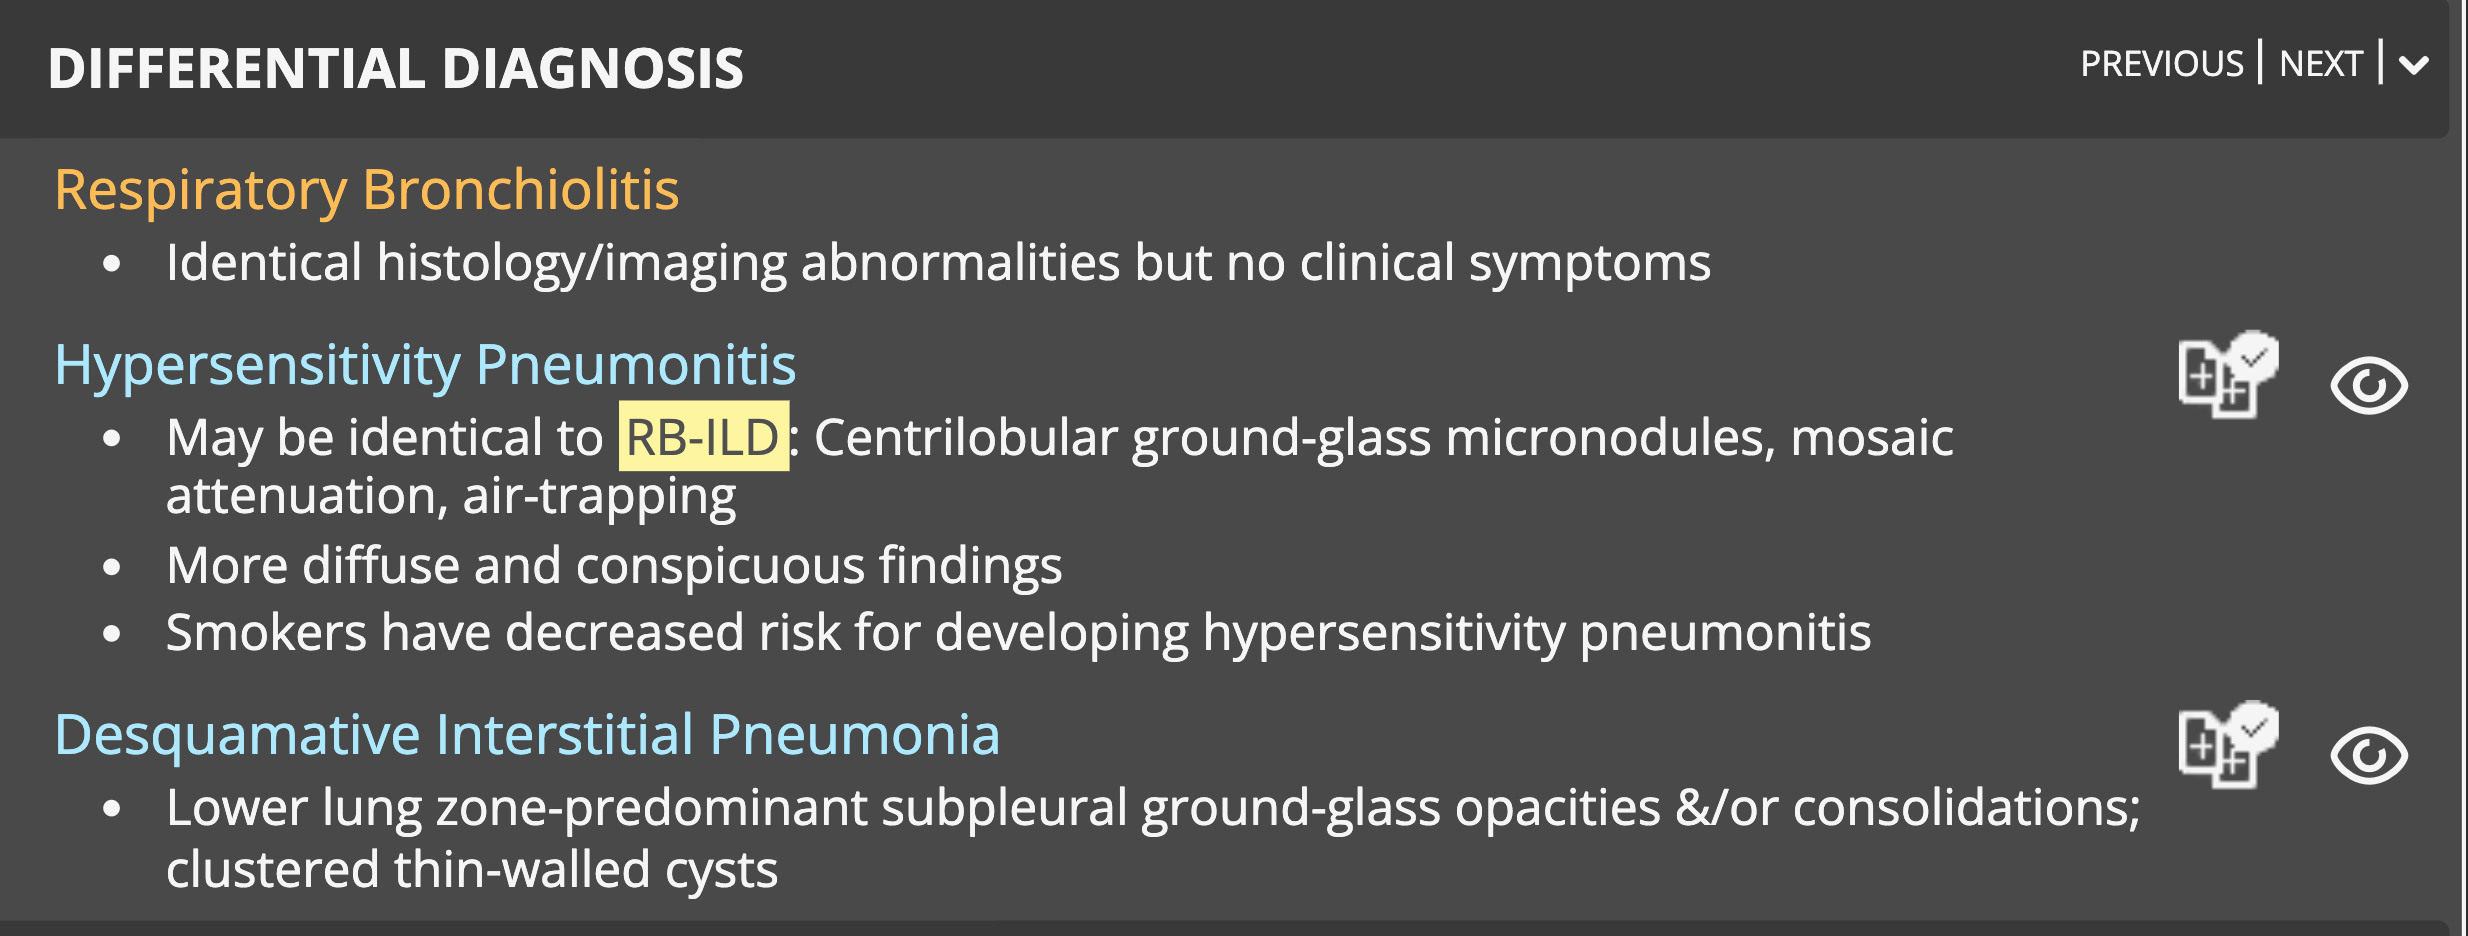 DIFFERENTIAL DIAGNOSIS
PREVIOUS | NEXT |
Respiratory Bronchiolitis
• Identical histology/imaging abnormalities but no clinical symptoms
Hypersensitivity Pneumonitis
• May be identical to RB-ILD: Centrilobular ground-glass micronodules, mosaic
attenuation, air-trapping
• More diffuse and conspicuous findings
• Smokers have decreased risk for developing hypersensitivity pneumonitis
Desquamative Interstitial Pneumonia
• Lower lung zone-predominant subpleural ground-glass opacities &/or consolidations;
clustered thin-walled cysts